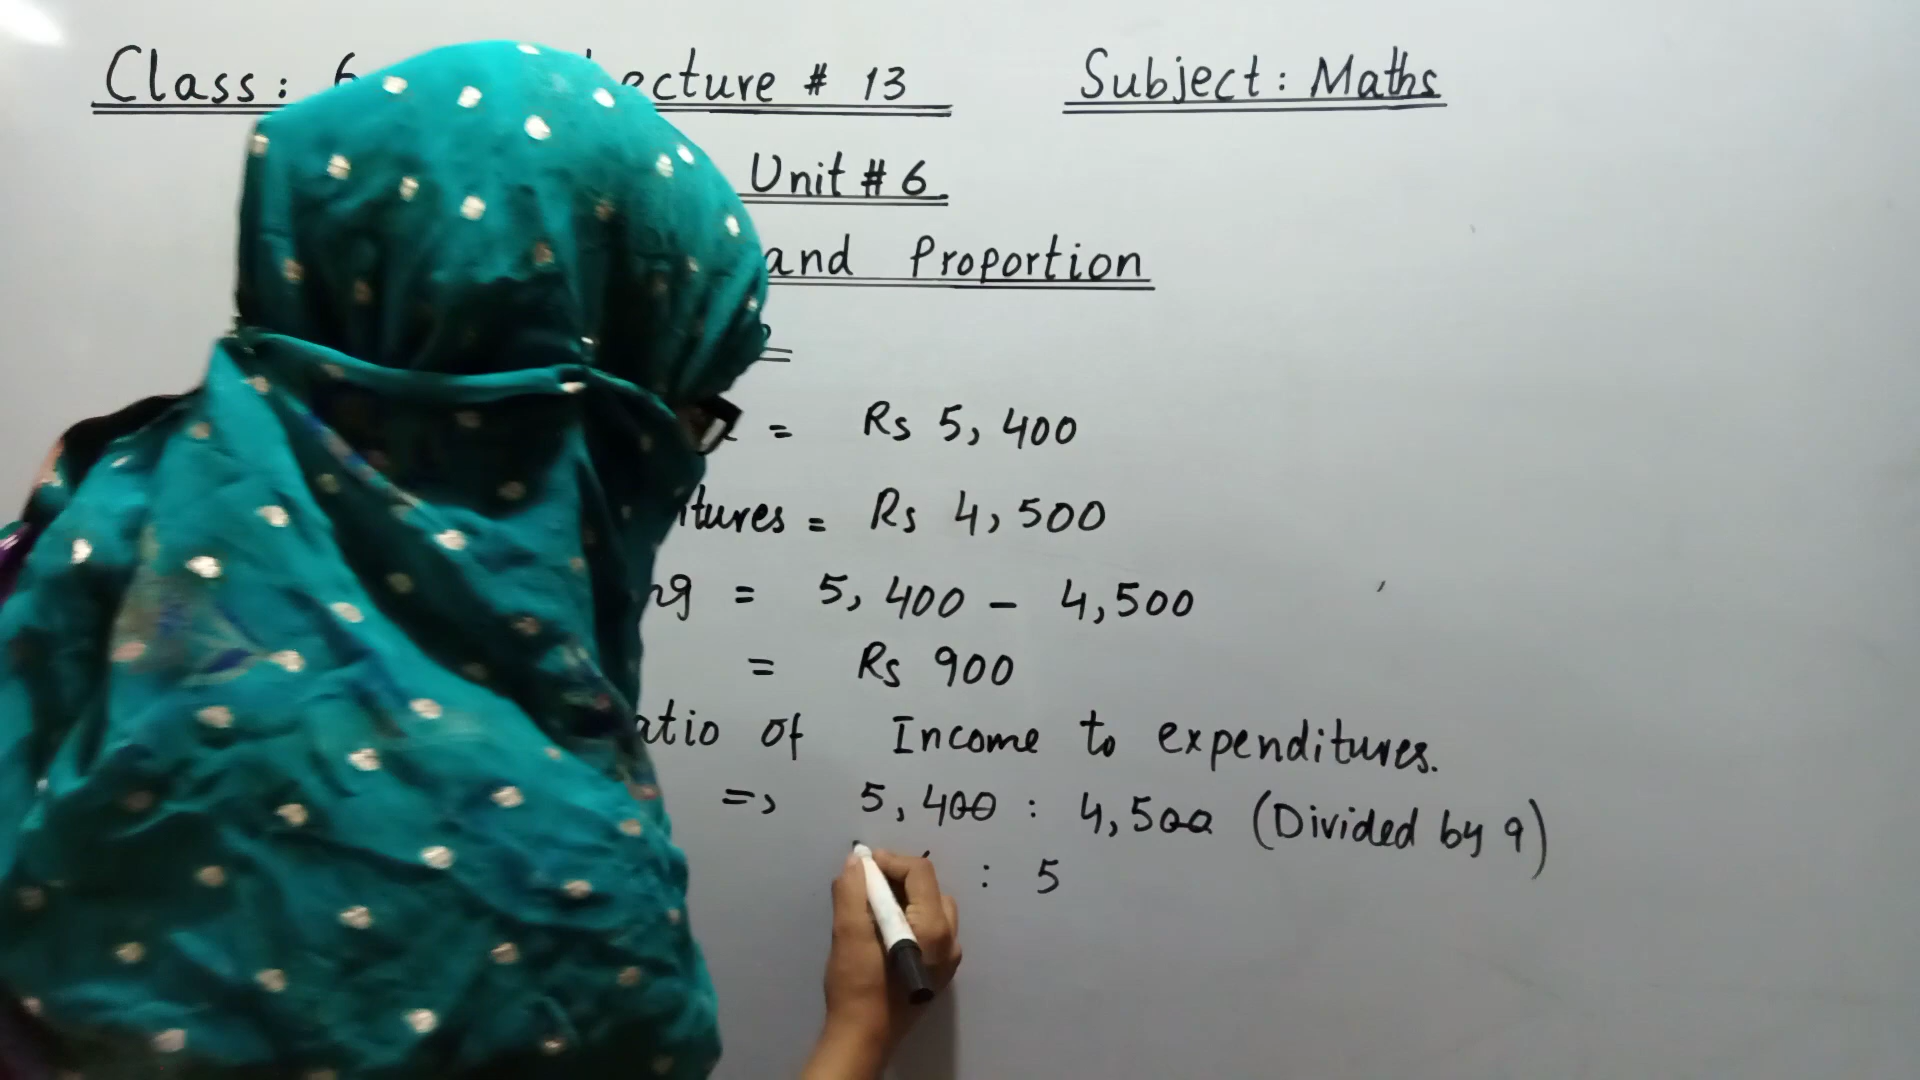 Class: 6 Lecture # 13 Subject: Maths
Unit # 6
and Proportion
= Rs 5, 400
itures = Rs 4, 500
ng = 5, 400 - 4,500
= Rs 900
atio of Income to expenditures.
=> 5, 400 : 4,500 (Divided by 9)
: 5